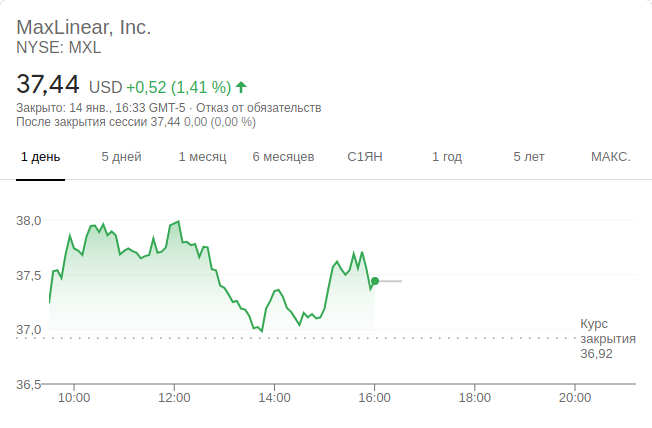 MaxLinear, Inc.
NYSE: MXL
37,44 USD +0,52 (1,41 %)
Закрыто: 14 янв., 16:33 GMT-5 · Отказ от обязательств
После закрытия сессии 37,44 0,00 (0,00 %)
1 день 5 дней 1 месяц 6 месяцев С1ЯН 1 год 5 лет МАКС.
38,0
37,5
37,0
Курс
закрытия
36,92
36,5
10:00 12:00 14:00 16:00 18:00 20:00